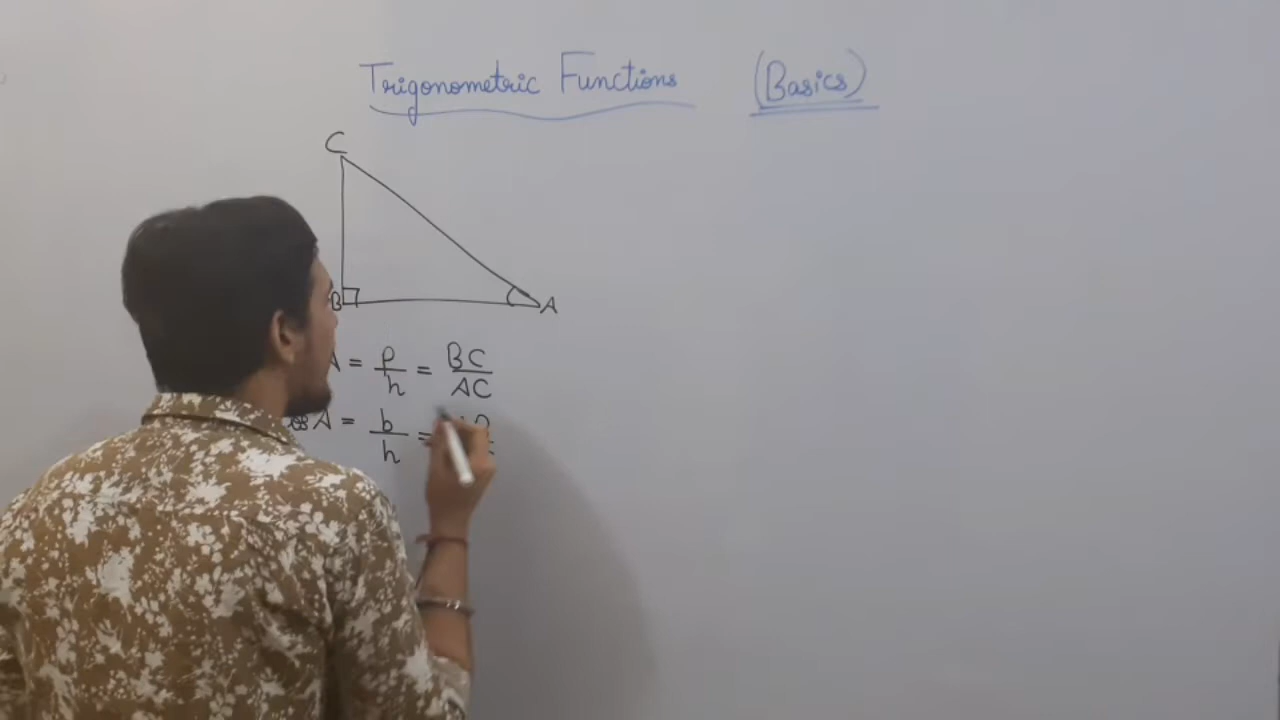 Trigonometric Functions (Basics)
C
B
A
A = p/h = BC/AC
A = b/h =